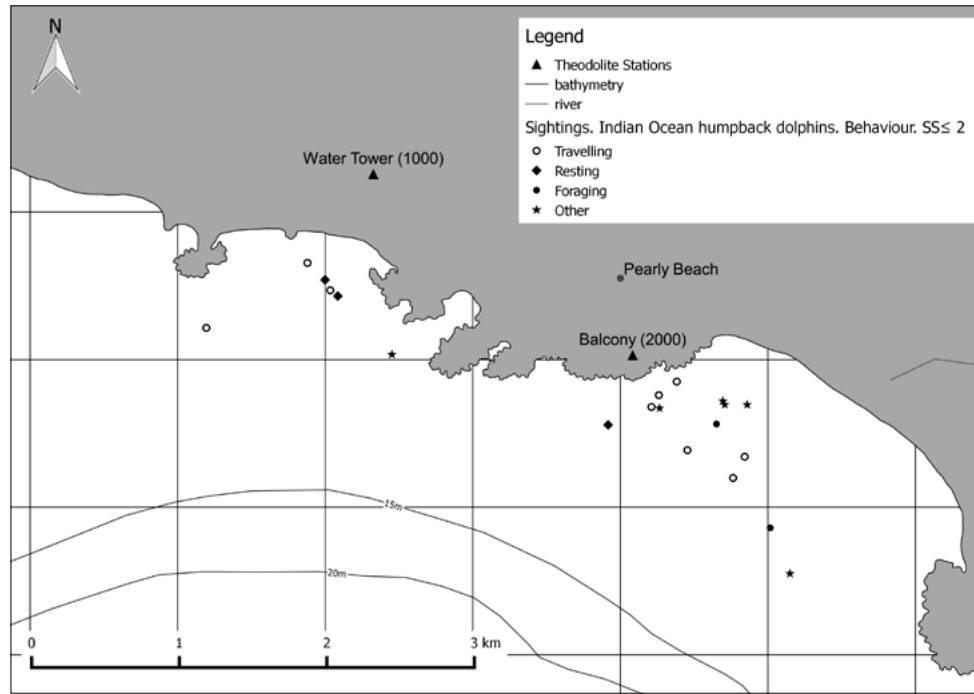 N
Legend
Theodolite Stations
bathymetry
river
Sightings. Indian Ocean humpback dolphins. Behaviour. SS≤ 2
Travelling
Resting
Foraging
Other
Water Tower (1000)
Pearly Beach
Balcony (2000)
15m
20m
0 1 2 3 km